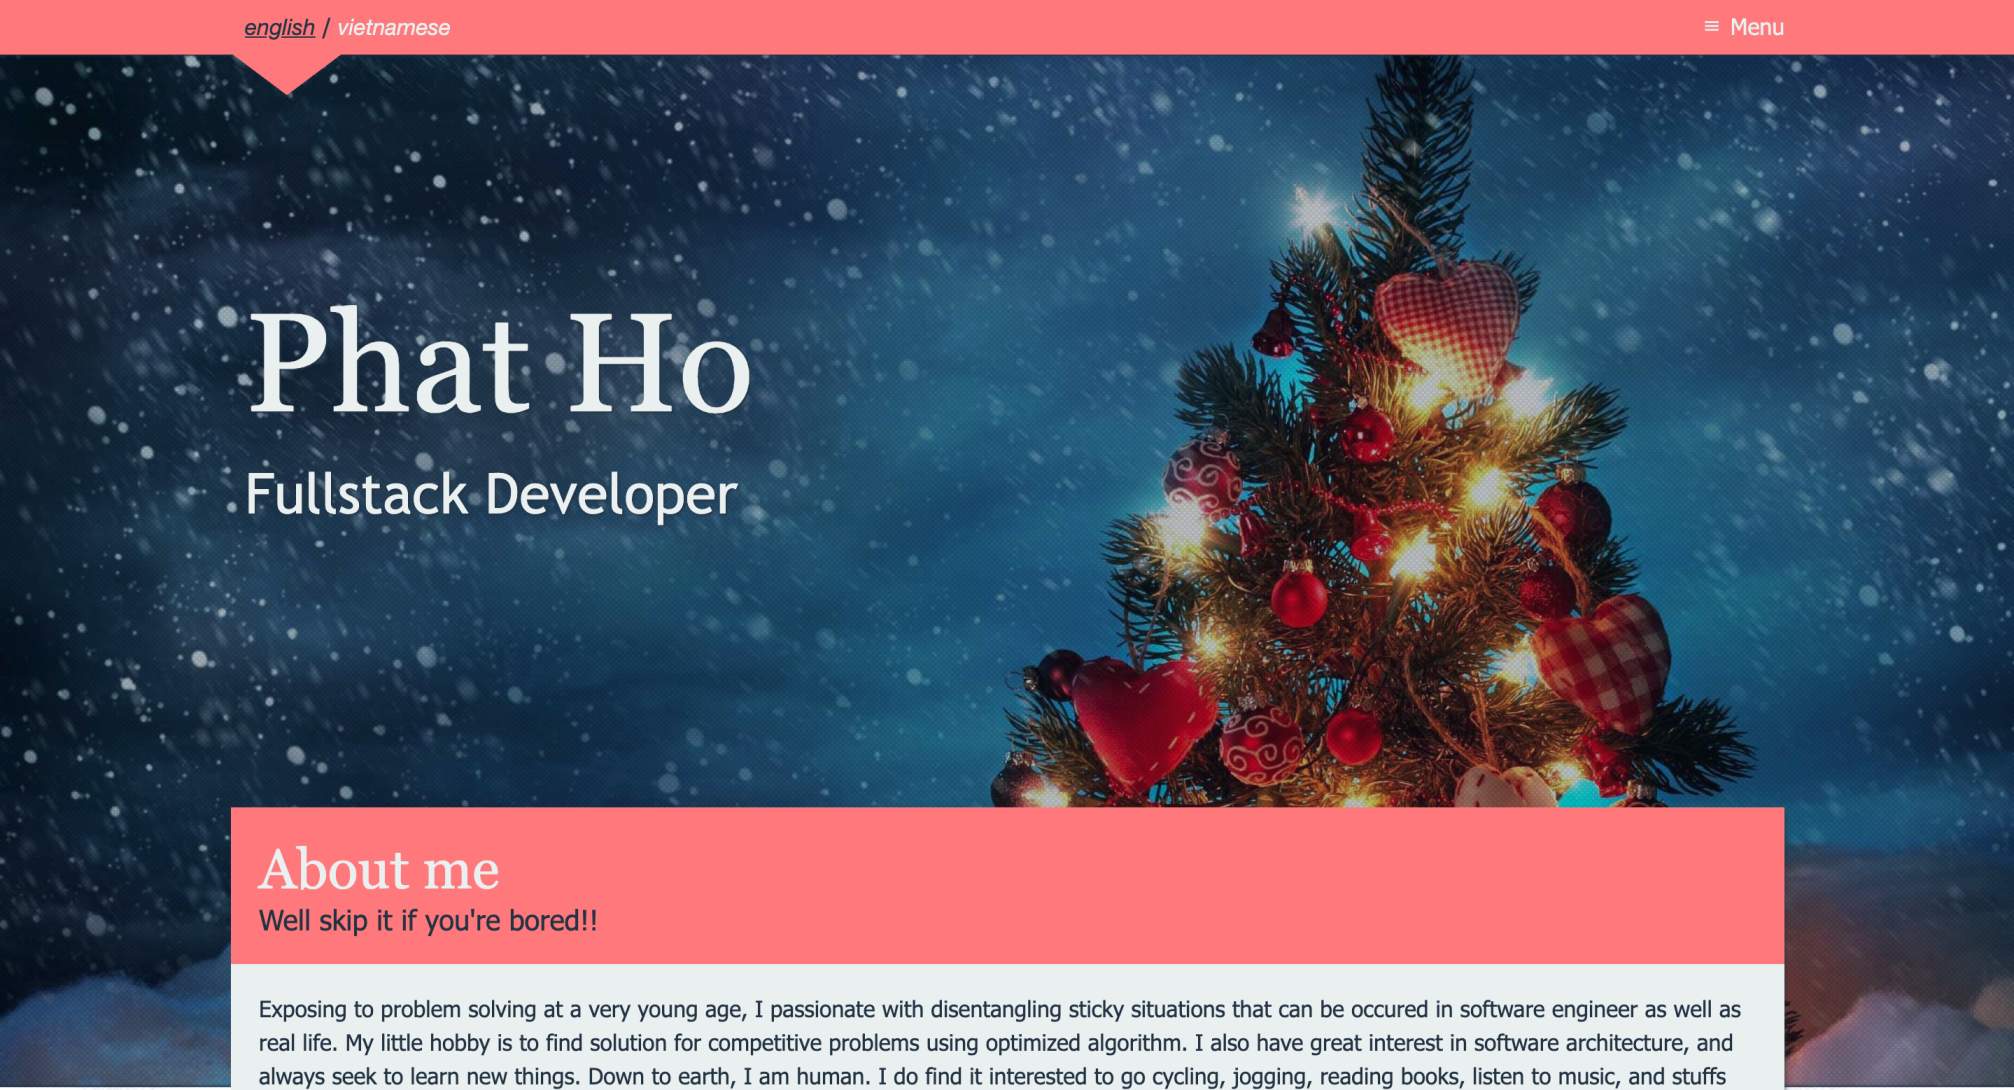 english / vietnamese
Menu
Phat Ho
Fullstack Developer
About me
Well skip it if you're bored!!
Exposing to problem solving at a very young age, I passionate with disentangling sticky situations that can be occured in software engineer as well as
real life. My little hobby is to find solution for competitive problems using optimized algorithm. I also have great interest in software architecture, and
always seek to learn new things. Down to earth, I am human. I do find it interested to go cycling, jogging, reading books, listen to music, and stuffs